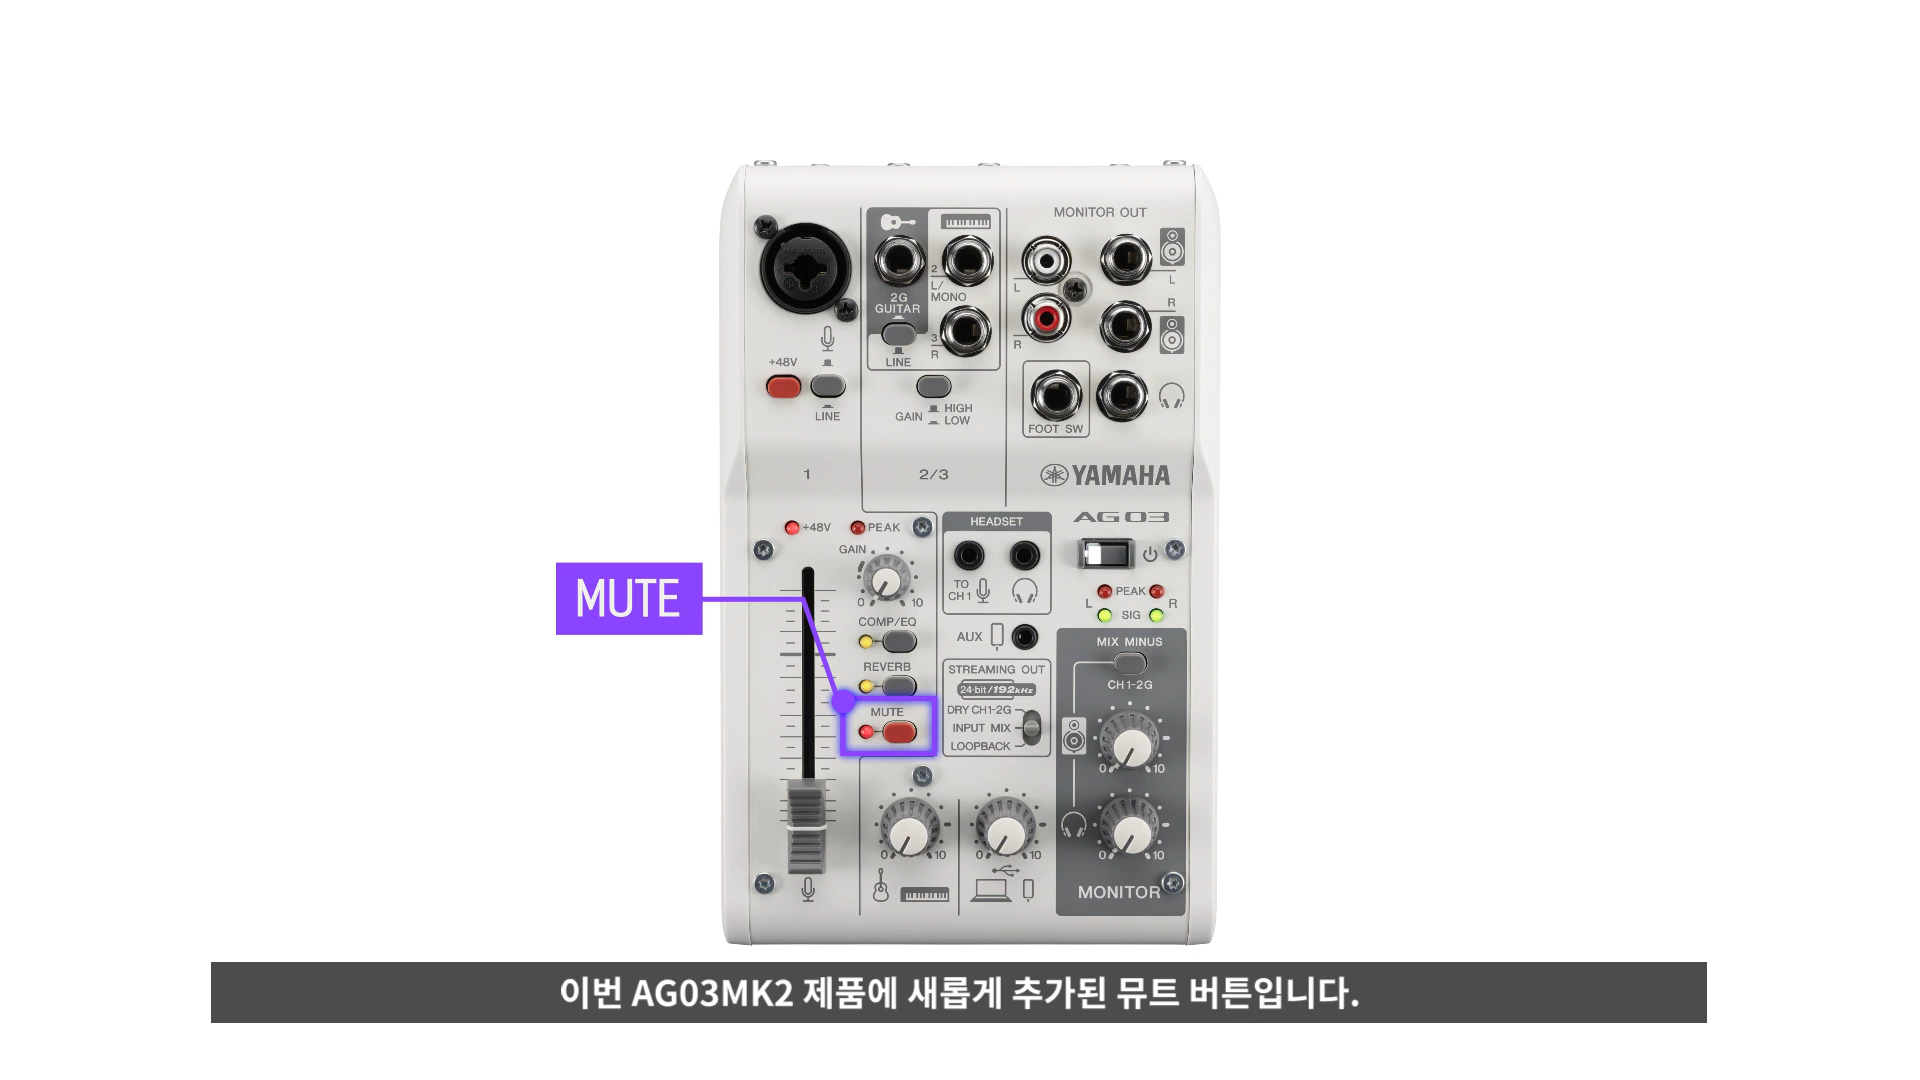 MONITOR OUT
2G
GUITAR
LINE
2
L/
MONO
3
R
L
R
L
R
+48V
LINE
GAIN
HIGH
LOW
FOOT SW
1
2/3
YAMAHA
AG03
+48V
PEAK
HEADSET
GAIN
0
10
TO
CH1
PEAK
L
R
SIG
MUTE
COMP/EQ
AUX
MIX MINUS
CH1-2G
REVERB
STREAMING OUT
24-bit/192kHz
MUTE
DRY CH1-2G
INPUT MIX
LOOPBACK
0
10
0
10
0
10
0
10
MONITOR
이번 AG03MK2 제품에 새롭게 추가된 뮤트 버튼입니다.